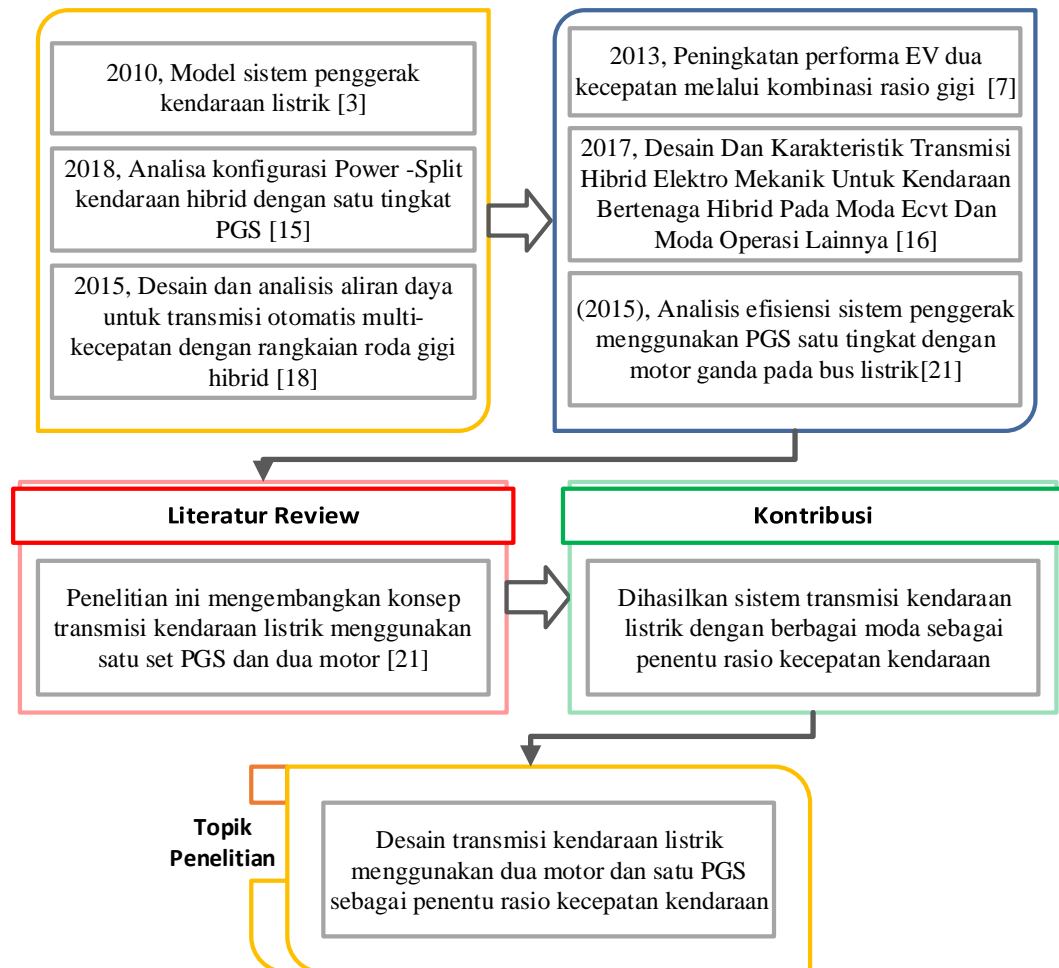 2010, Model sistem penggerak
kendaraan listrik [3]
2018, Analisa konfigurasi Power -Split
kendaraan hibrid dengan satu tingkat
PGS [15]
2015, Desain dan analisis aliran daya
untuk transmisi otomatis multi-
kecepatan dengan rangkaian roda gigi
hibrid [18]
2013, Peningkatan performa EV dua
kecepatan melalui kombinasi rasio gigi [7]
2017, Desain Dan Karakteristik Transmisi
Hibrid Elektro Mekanik Untuk Kendaraan
Bertenaga Hibrid Pada Moda Ecvt Dan
Moda Operasi Lainnya [16]
(2015), Analisis efisiensi sistem penggerak
menggunakan PGS satu tingkat dengan
motor ganda pada bus listrik[21]
Literatur Review
Penelitian ini mengembangkan konsep
transmisi kendaraan listrik menggunakan
satu set PGS dan dua motor [21]
Kontribusi
Dihasilkan sistem transmisi kendaraan
listrik dengan berbagai moda sebagai
penentu rasio kecepatan kendaraan
Topik
Penelitian
Desain transmisi kendaraan listrik
menggunakan dua motor dan satu PGS
sebagai penentu rasio kecepatan kendaraan